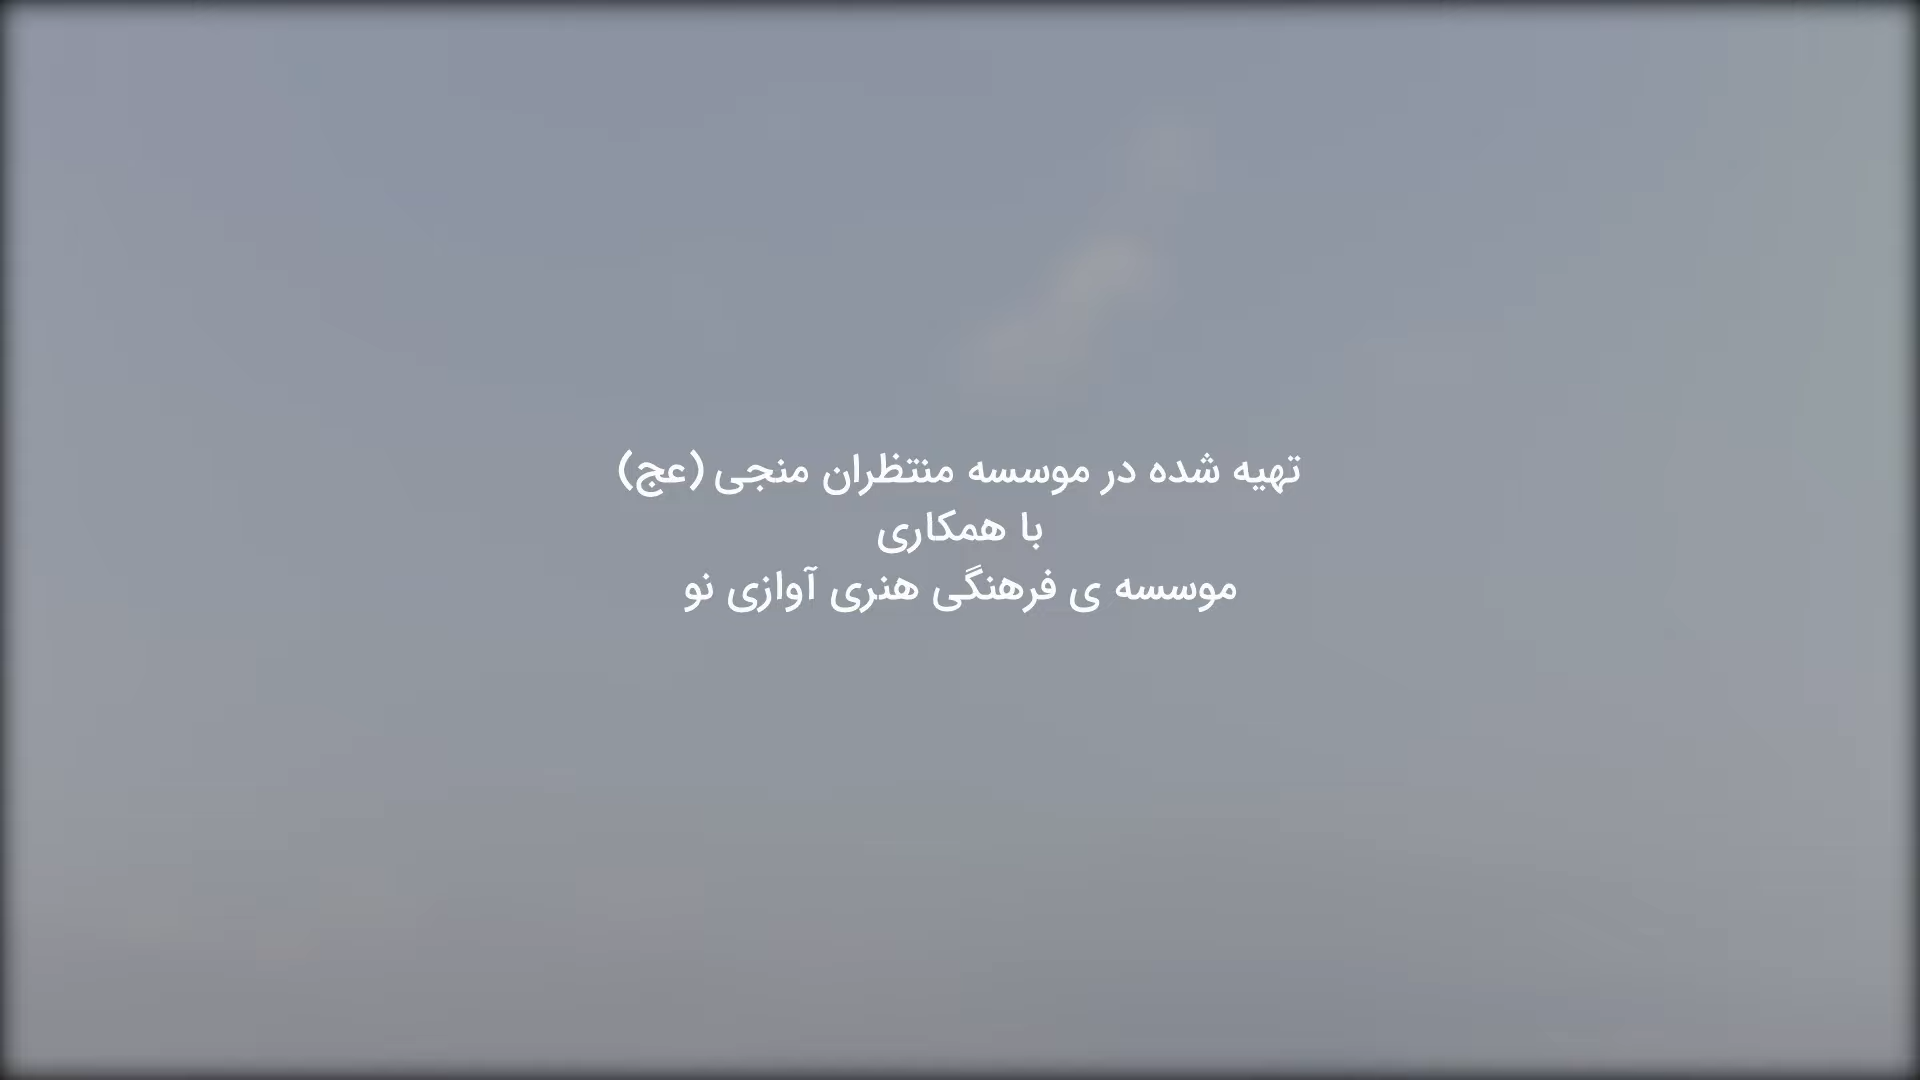 تهیه شده در موسسه منتظران منجی (عج)
با همکاری
موسسه ی فرهنگی هنری آوازی نو